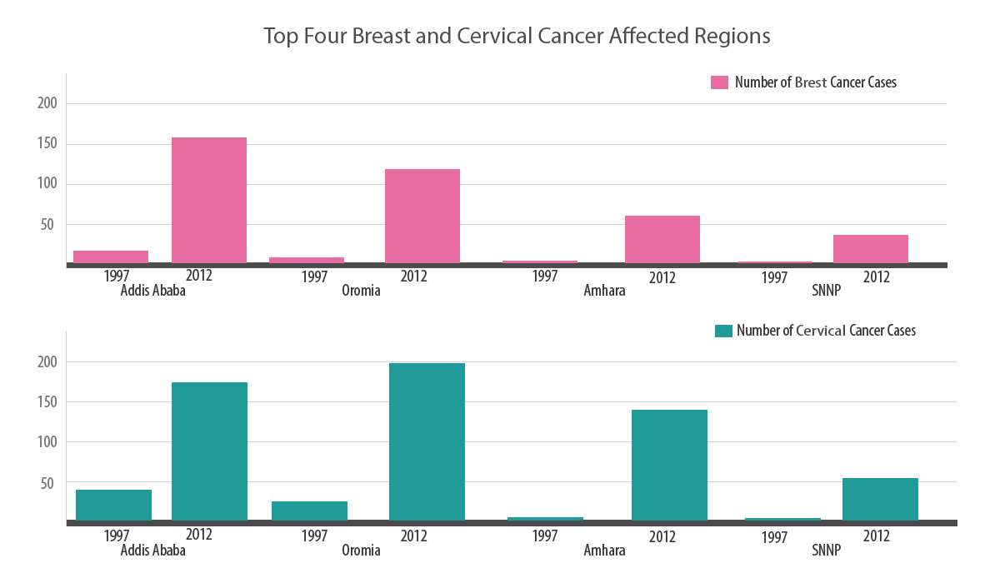 Top Four Breast and Cervical Cancer Affected Regions
Number of Brest Cancer Cases
200
150
100
50
1997 2012 1997 2012 1997 2012 1997 2012
Addis Ababa Oromia Amhara SNNP
Number of Cervical Cancer Cases
200
150
100
50
1997 2012 1997 2012 1997 2012 1997 2012
Addis Ababa Oromia Amhara SNNP